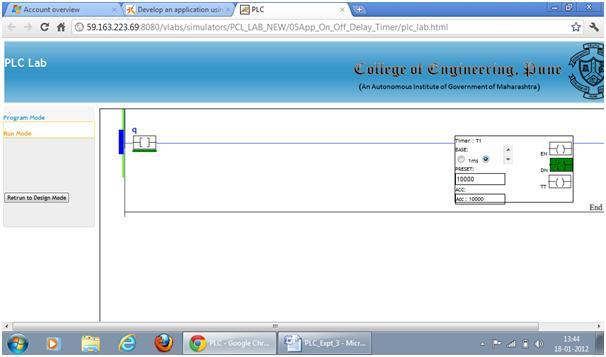 Account overview
Develop an application usin
PLC
59.163.223.69:8080/vlabs/simulators/PCL_LAB_NEW/05App_On_Off_Delay_Timer/plc_lab.html
PLC Lab
College of Engineering, Pune
(An Autonomous Institute of Government of Maharashtra)
Program Mode
Run Mode
Retrun to Design Mode
q
Timer : T1
BASE:
1ms
PRESET:
10000
ACC:
Acc : 10000
EN
DN
TT
End
PLC - Google Chr...
PLC_Expt_3 - Micr...
13:44
18-01-2012